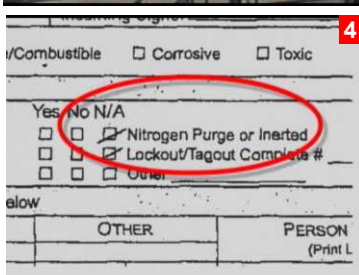 4
/Combustible ☐ Corrosive ☐ Toxic
Yes No N/A
☐ ☐ ☑ Nitrogen Purge or Inerted
☐ ☐ ☑ Lockout/Tagout Complete #
☐ ☐ ☐ Other
elow
OTHER PERSON
(Print L